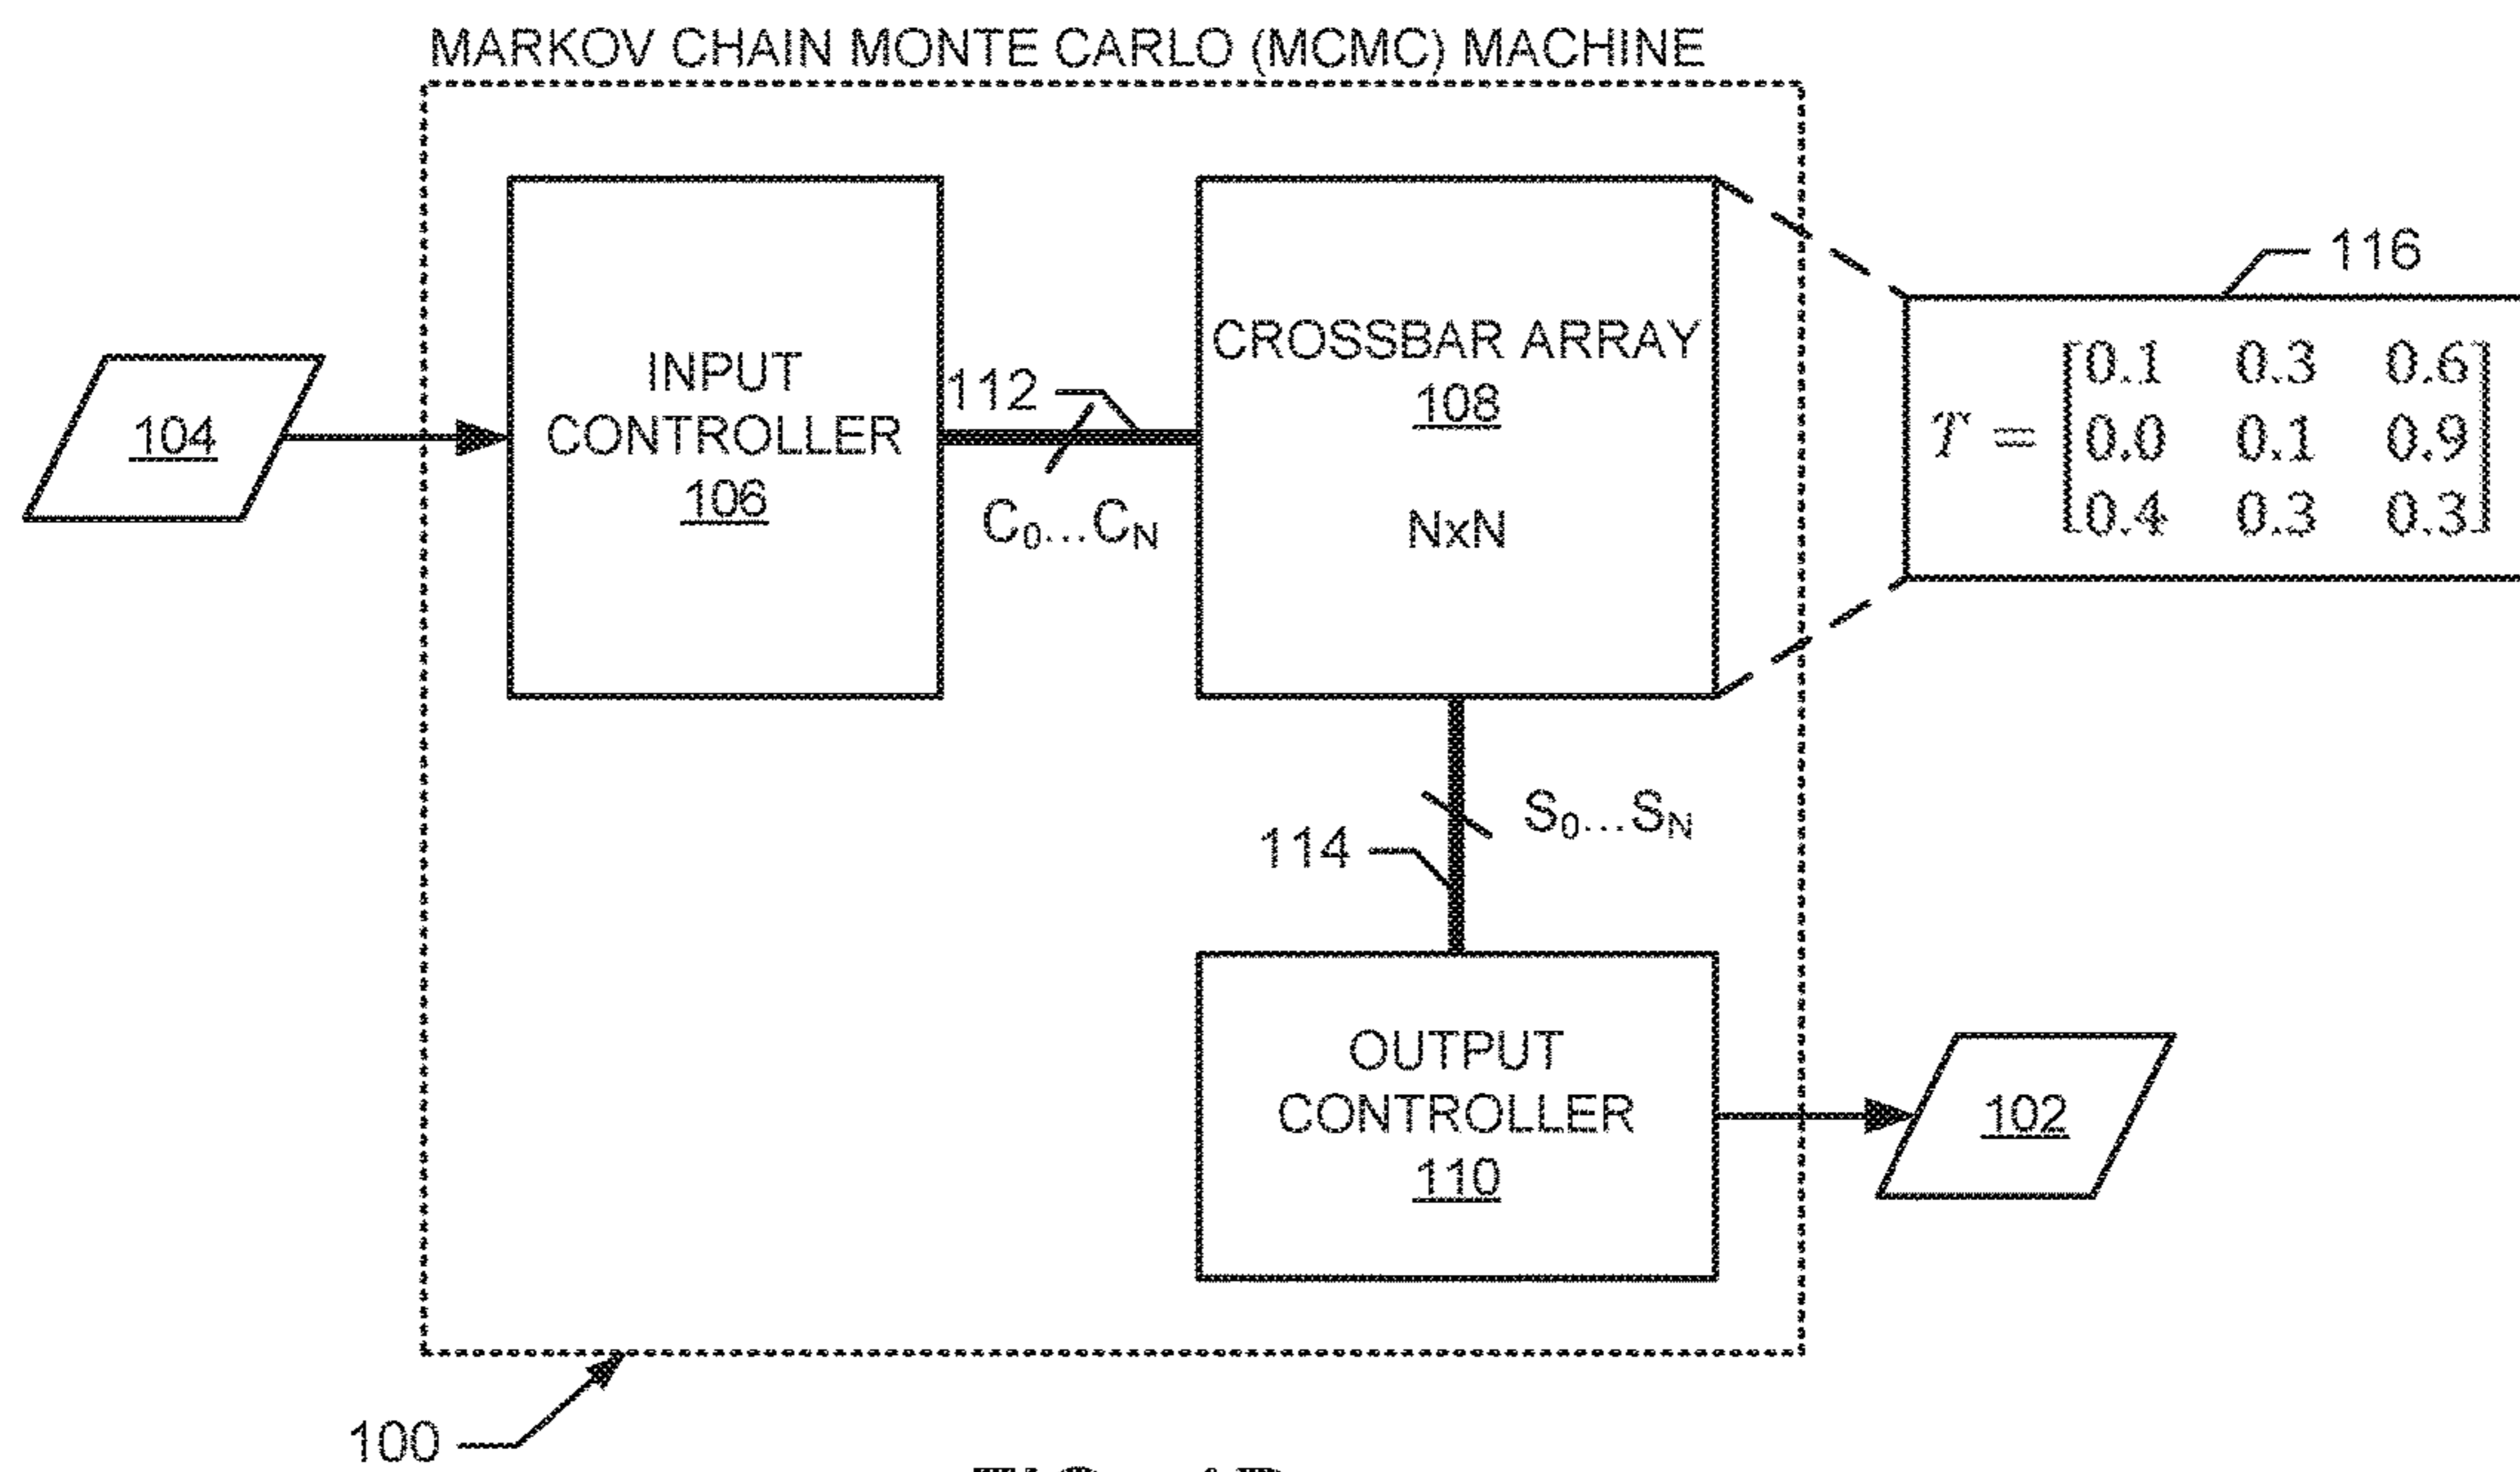 MARKOV CHAIN MONTE CARLO (MCMC) MACHINE
104
INPUT
CONTROLLER
106
112
C0...CN
CROSSBAR ARRAY
108
NxN
116
T = [0.1 0.3 0.6
0.0 0.1 0.9
0.4 0.3 0.3]
114
S0...SN
OUTPUT
CONTROLLER
110
102
100